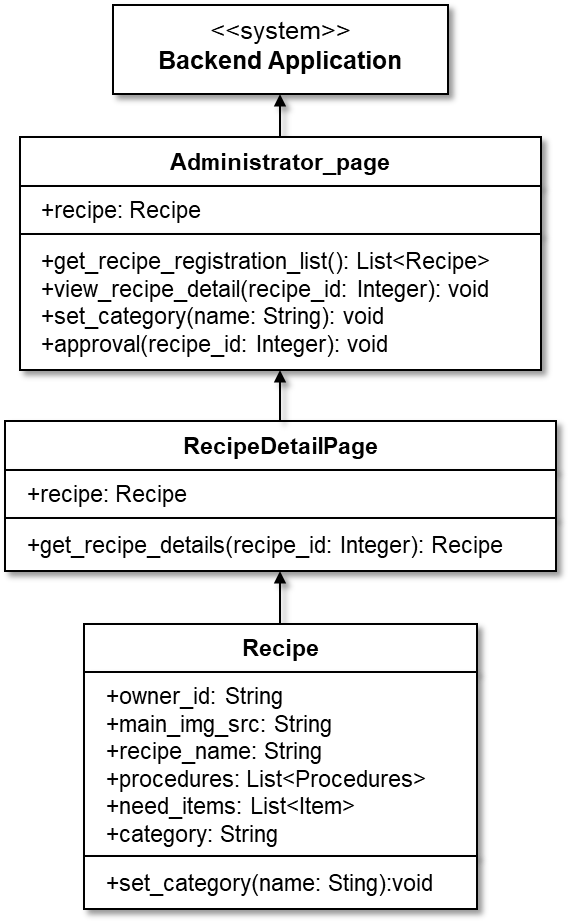 <<system>>
Backend Application
Administrator_page
+recipe: Recipe
+get_recipe_registration_list(): List<Recipe>
+view_recipe_detail(recipe_id: Integer): void
+set_category(name: String): void
+approval(recipe_id: Integer): void
RecipeDetailPage
+recipe: Recipe
+get_recipe_details(recipe_id: Integer): Recipe
Recipe
+owner_id: String
+main_img_src: String
+recipe_name: String
+procedures: List<Procedures>
+need_items: List<Item>
+category: String
+set_category(name: Sting):void